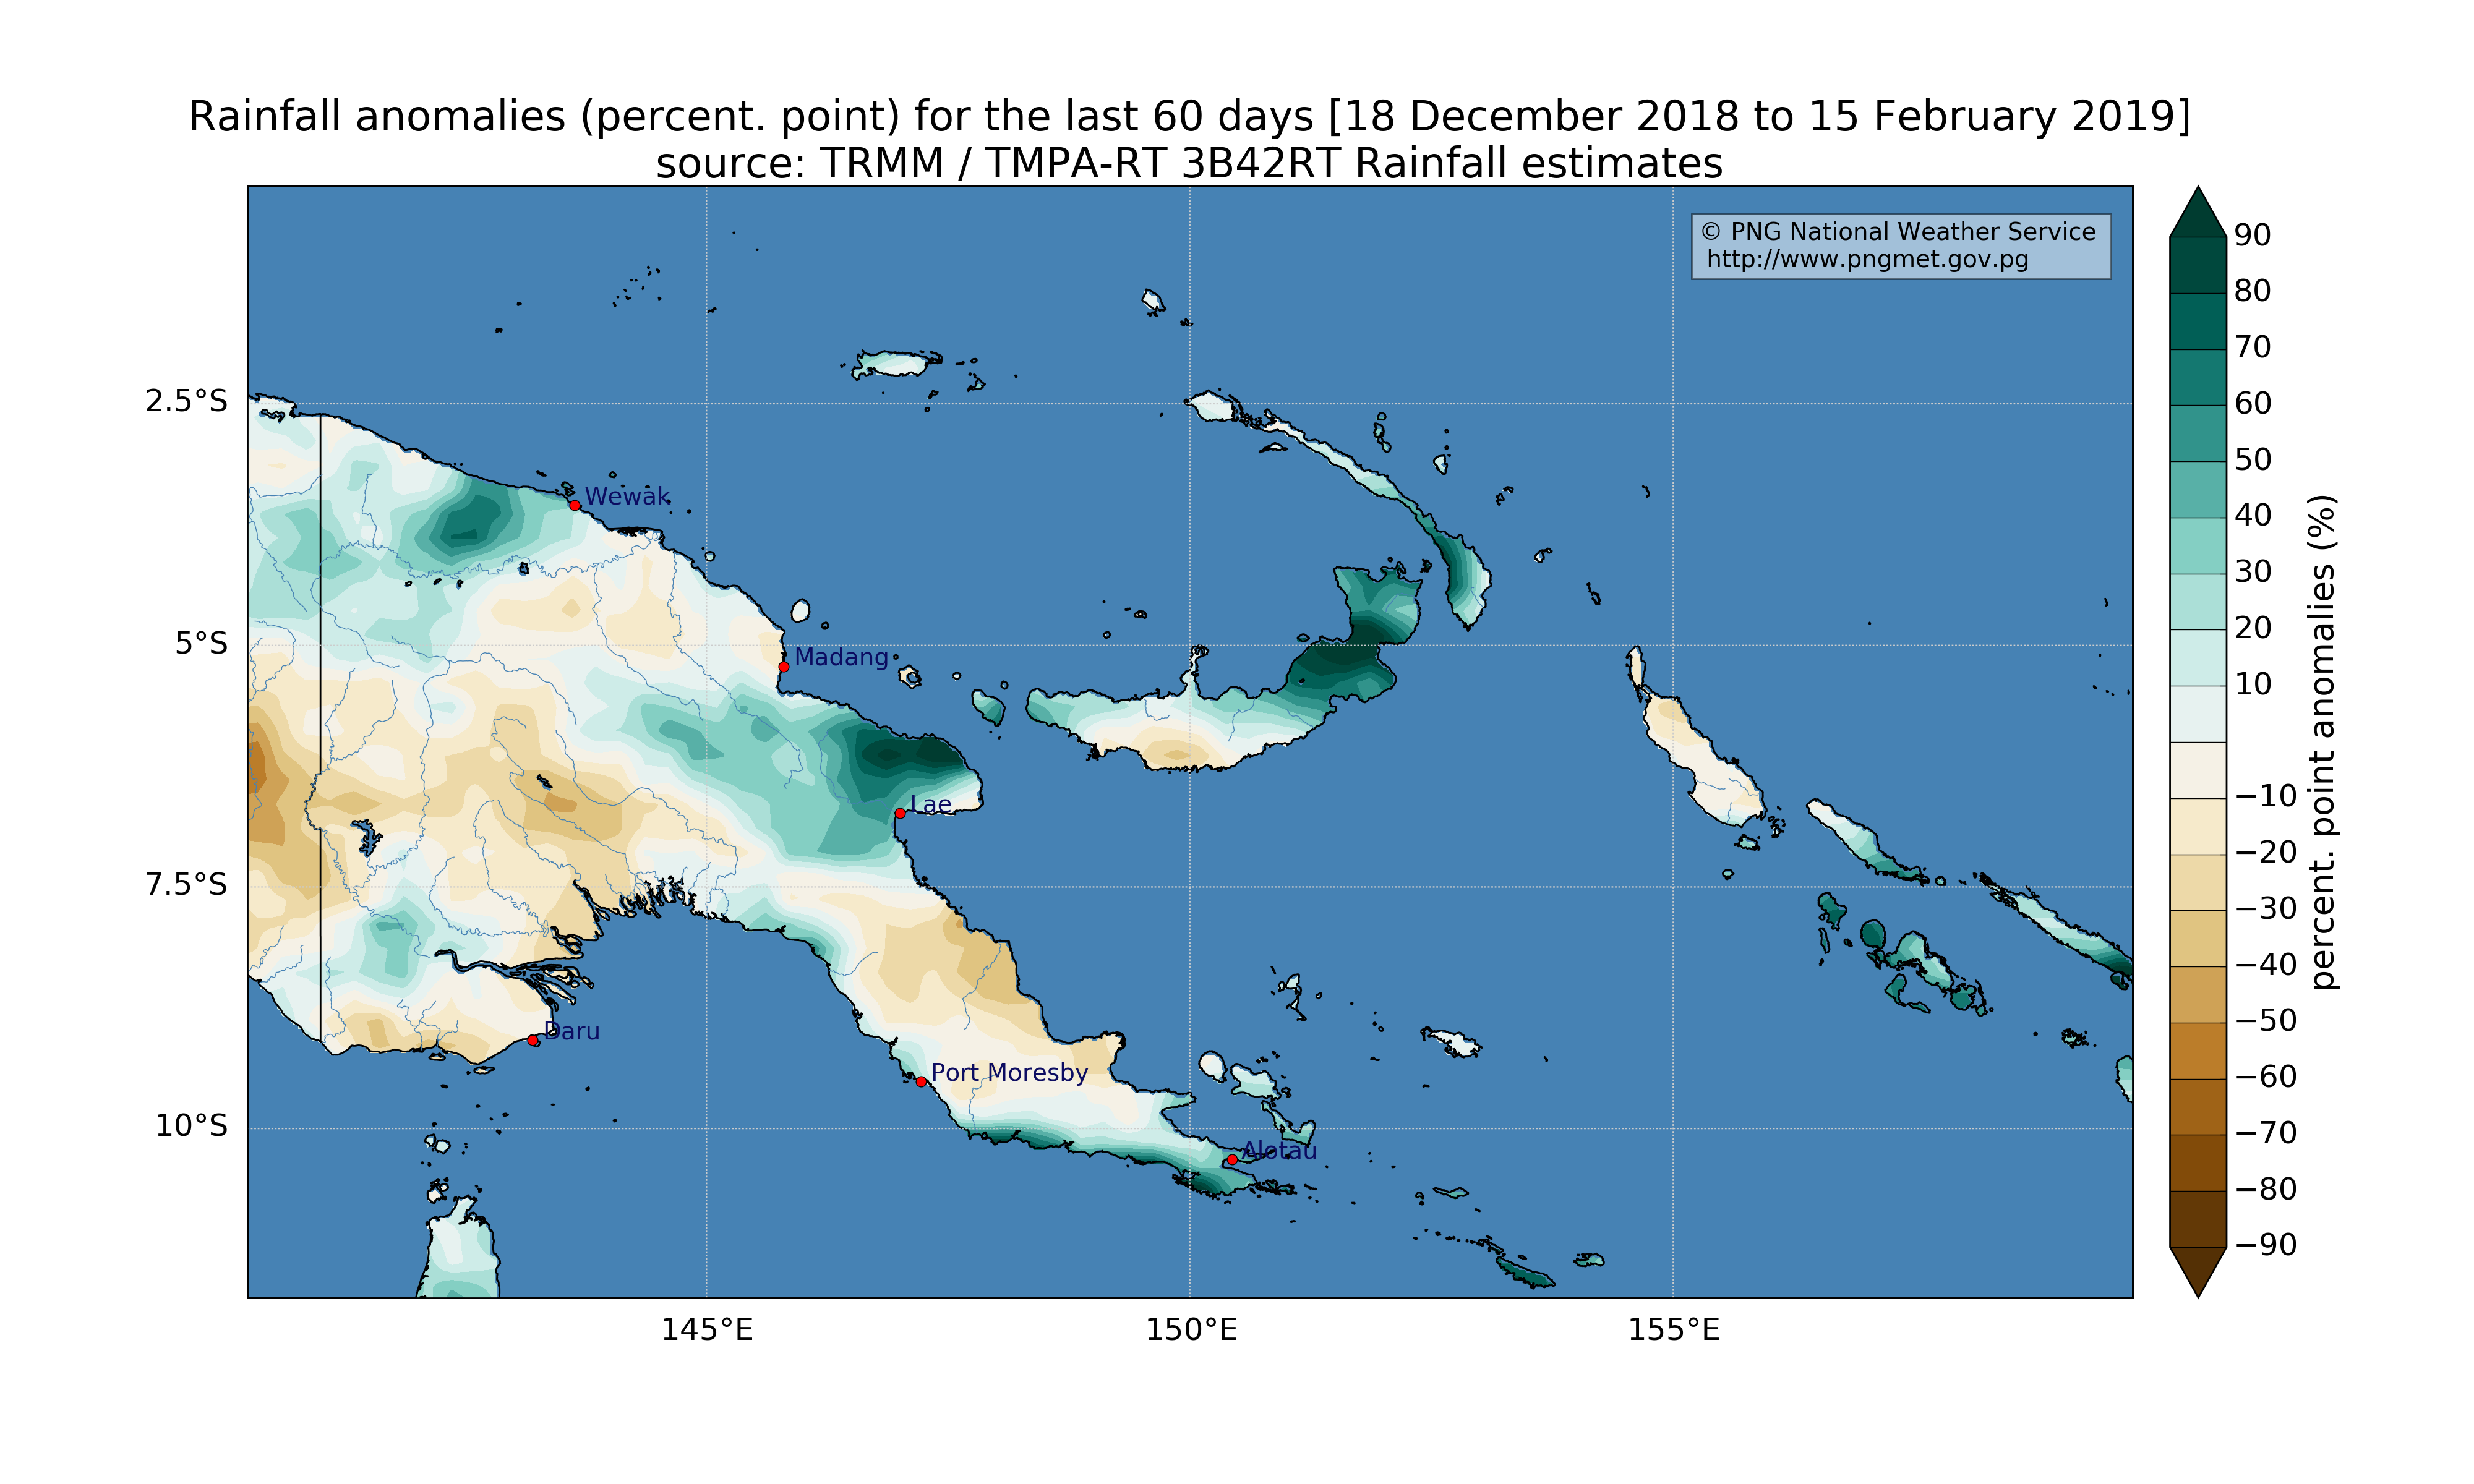 Rainfall anomalies (percent. point) for the last 60 days [18 December 2018 to 15 February 2019]
source: TRMM / TMPA-RT 3B42RT Rainfall estimates
© PNG National Weather Service
http://www.pngmet.gov.pg
2.5°S
5°S
7.5°S
10°S
145°E
150°E
155°E
Wewak
Madang
Lae
Daru
Port Moresby
Alotau
90
80
70
60
50
40
30
20
10
−10
−20
−30
−40
−50
−60
−70
−80
−90
percent. point anomalies (%)